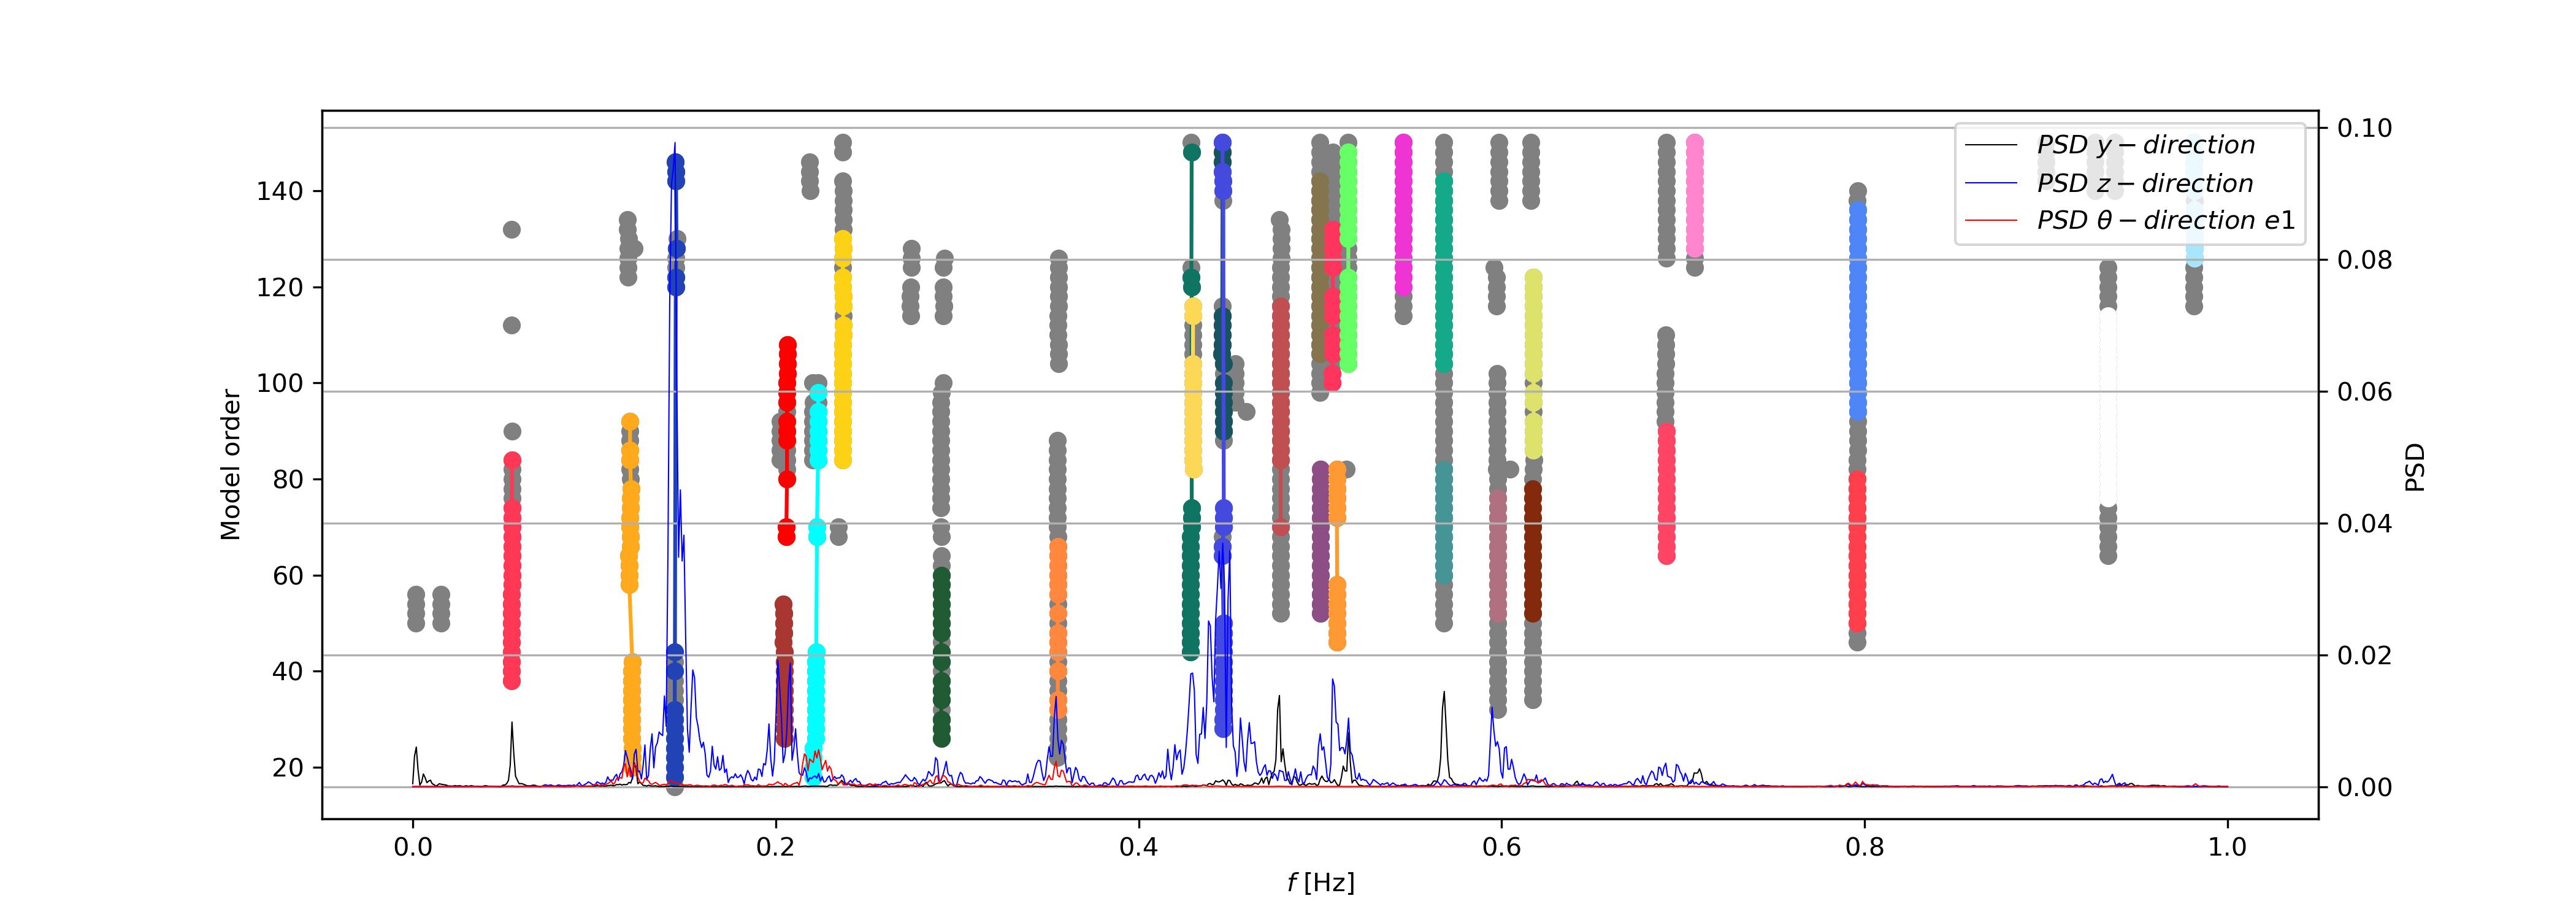 PSD y − direction
PSD z − direction
PSD θ − direction e1
140
120
100
80
60
40
20
Model order
0.10
0.08
0.06
0.04
0.02
0.00
PSD
0.0 0.2 0.4 0.6 0.8 1.0
f [Hz]